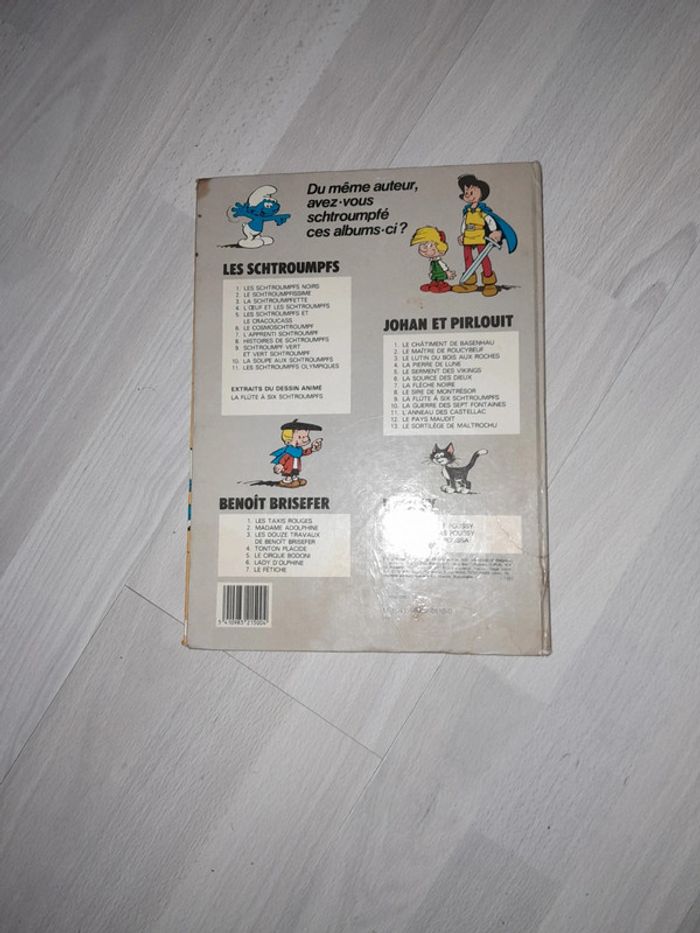 Du même auteur,
avez-vous
schtroumpfé
ces albums-ci?
LES SCHTROUMPFS
1. LES SCHTROUMPFS NOIRS
2. LE SCHTROUMPFISSIME
3. LA SCHTROUMPFETTE
4. L'ŒUF ET LES SCHTROUMPFS
5. LES SCHTROUMPFS ET
LE CRACOUCASS
6. LE COSMOSCHTROUMPF
7. L'APPRENTI SCHTROUMPF
8. HISTOIRES DE SCHTROUMPFS
9. SCHTROUMPF VERT
ET VERT SCHTROUMPF
10. LA SOUPE AUX SCHTROUMPFS
11. LES SCHTROUMPFS OLYMPIQUES
EXTRAITS DU DESSIN ANIMÉ
LA FLÛTE À SIX SCHTROUMPFS
JOHAN ET PIRLOUIT
1. LE CHÂTIMENT DE BASENHAU
2. LE MAÎTRE DE ROUCYBEUF
3. LE LUTIN DU BOIS AUX ROCHES
4. LA PIERRE DE LUNE
5. LE SERMENT DES VIKINGS
6. LA SOURCE DES DIEUX
7. LA FLÈCHE NOIRE
8. LE SIRE DE MONTRÉSOR
9. LA FLÛTE À SIX SCHTROUMPFS
10. LA GUERRE DES SEPT FONTAINES
11. L'ANNEAU DES CASTELLAC
12. LE PAYS MAUDIT
13. LE SORTILÈGE DE MALTROCHU
BENOÎT BRISEFER
1. LES TAXIS ROUGES
2. MADAME ADOLPHINE
3. LES DOUZE TRAVAUX
DE BENOÎT BRISEFER
4. TONTON PLACIDE
5. LE CIRQUE BODONI
6. LADY D'OLPHINE
7. LE FÉTICHE
POUSSY
POUSSY
5 410983 215004